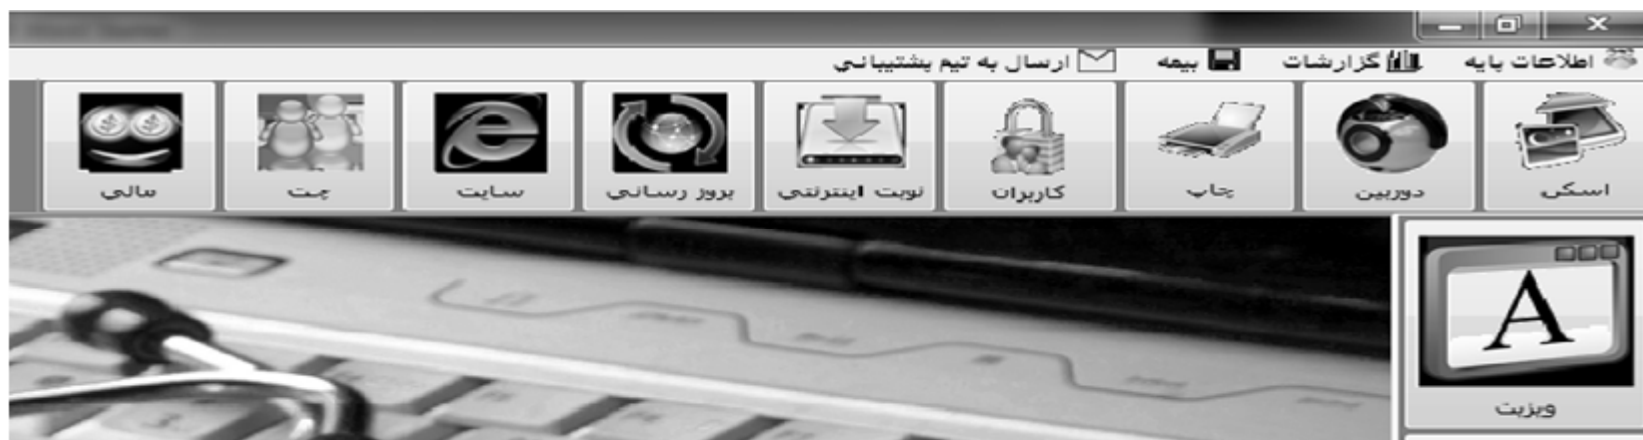 اطلاعات پایه گزارشات بیمه ارسال به تیم پشتیبانی
اسکن دوربین چاپ کاربران نوبت اینترنتی بروز رسانی سایت چت مالی
A
ویزیت